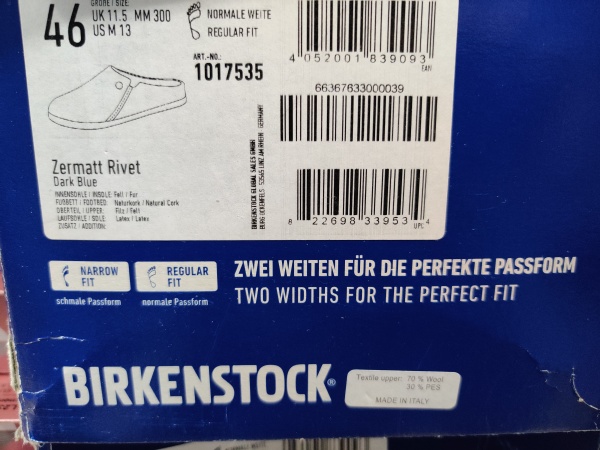 GRÖßE / SIZE:
46 UK 11.5 MM 300
US M 13
NORMALE WEITE
REGULAR FIT
ART.-NO.:
1017535
4 052001 839093
EAN
66367633000039
Zermatt Rivet
Dark Blue
INNENSOHLE / INSOLE: Fell / Fur
FUßBETT / FOOTBED: Naturkork / Natural Cork
OBERTEIL / UPPER: Filz / Felt
LAUFSOHLE / SOLE: Latex / Latex
ZUSATZ / ADDITION:
BIRKENSTOCK GLOBAL SALES GMBH
BURG OCKENFELS 53545 LINZ AM RHEIN GERMANY
8 22698 33953 4
UPC
NARROW
FIT
schmale Passform
REGULAR
FIT
normale Passform
ZWEI WEITEN FÜR DIE PERFEKTE PASSFORM
TWO WIDTHS FOR THE PERFECT FIT
BIRKENSTOCK®
Textile upper: 70 % Wool
30 % PES
MADE IN ITALY